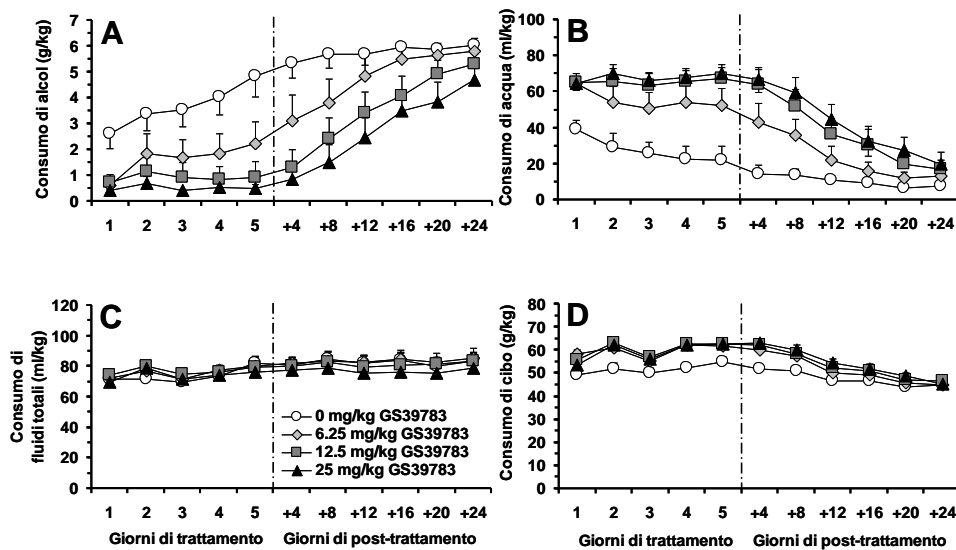 A
Consumo di alcol (g/kg)
7
6
5
4
3
2
1
0
1 2 3 4 5 +4 +8 +12 +16 +20 +24
B
Consumo di acqua (ml/kg)
100
80
60
40
20
0
1 2 3 4 5 +4 +8 +12 +16 +20 +24
C
Consumo di
fluidi totali (ml/kg)
120
100
80
60
40
20
0
0 mg/kg GS39783
6.25 mg/kg GS39783
12.5 mg/kg GS39783
25 mg/kg GS39783
1 2 3 4 5 +4 +8 +12 +16 +20 +24
Giorni di trattamento Giorni di post-trattamento
D
Consumo di cibo (g/kg)
80
70
60
50
40
30
20
10
0
1 2 3 4 5 +4 +8 +12 +16 +20 +24
Giorni di trattamento Giorni di post-trattamento